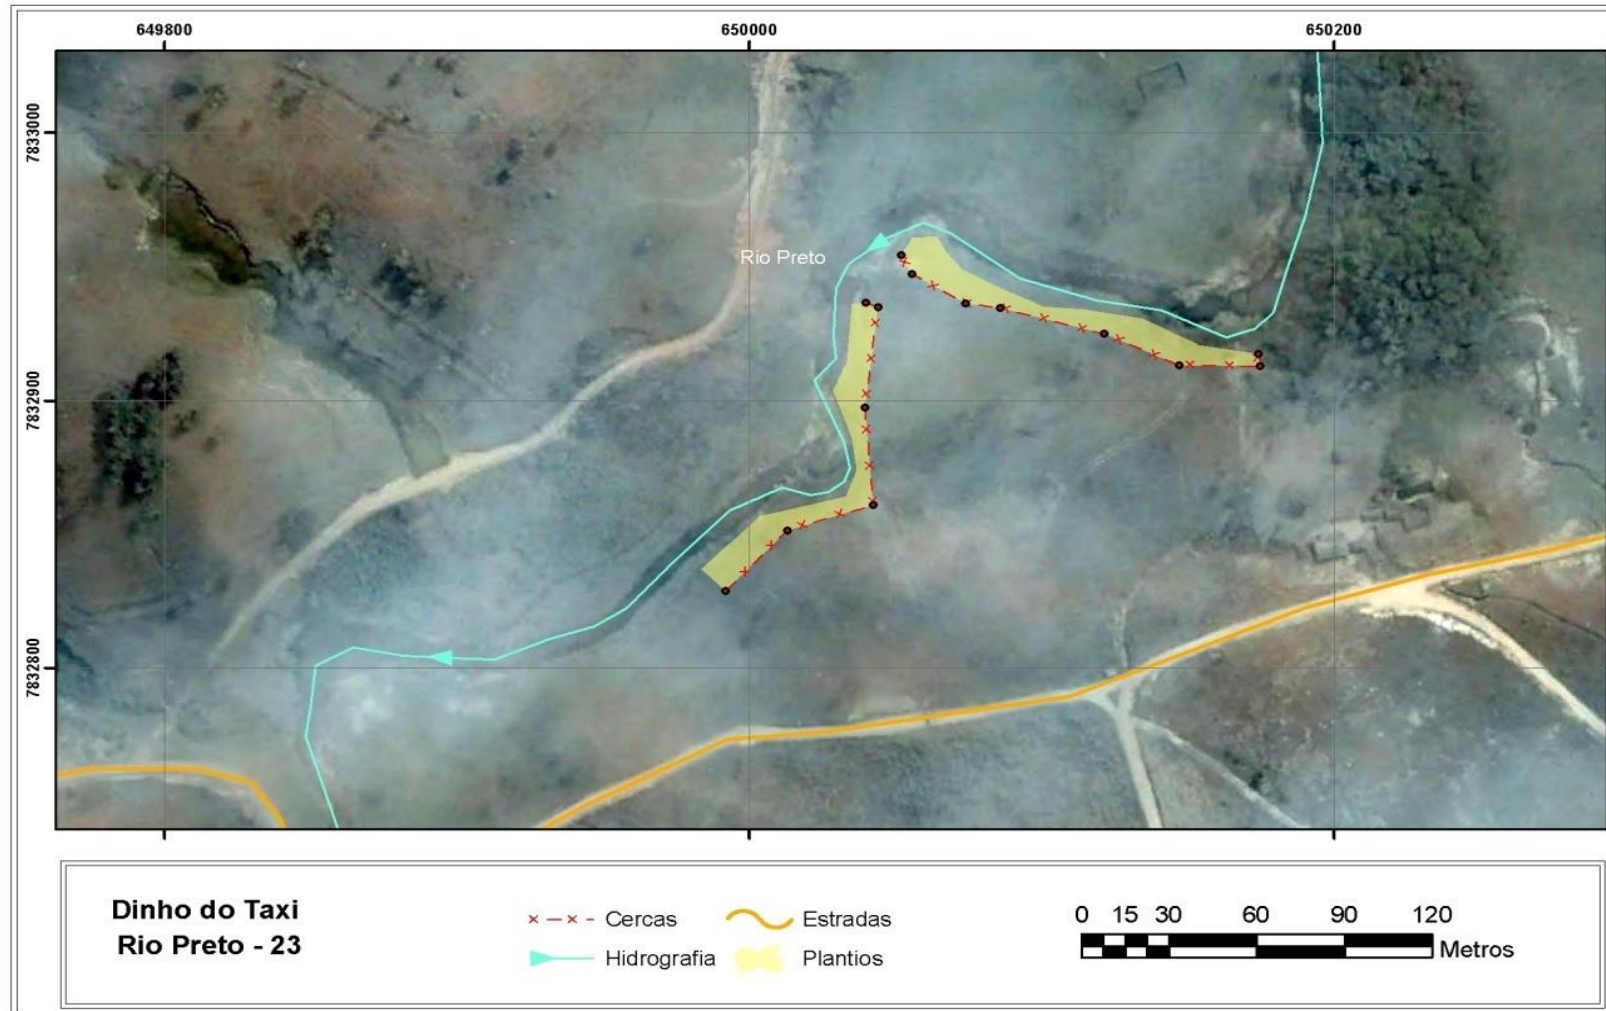 649800 650000 650200
7833000
Rio Preto
7832900
7832800
Dinho do Taxi
Rio Preto - 23
Cercas
Estradas
Hidrografia
Plantios
0 15 30 60 90 120
Metros